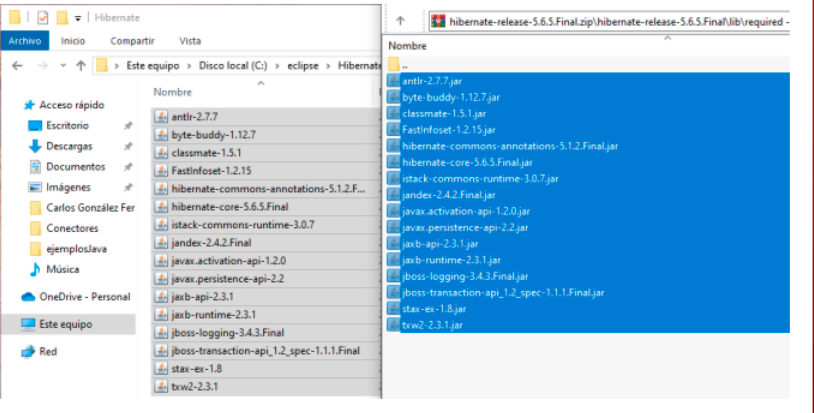 Hibernate
Archivo Inicio Compartir Vista
Este equipo > Disco local (C:) > eclipse > Hibernate
Nombre
Acceso rápido
Escritorio
Descargas
Documentos
Imágenes
Carlos González Fer
Conectores
ejemplosJava
Música
OneDrive - Personal
Este equipo
Red
antlr-2.7.7
byte-buddy-1.12.7
classmate-1.5.1
FastInfoset-1.2.15
hibernate-commons-annotations-5.1.2.F...
hibernate-core-5.6.5.Final
istack-commons-runtime-3.0.7
jandex-2.4.2.Final
javax.activation-api-1.2.0
javax.persistence-api-2.2
jaxb-api-2.3.1
jaxb-runtime-2.3.1
jboss-logging-3.4.3.Final
jboss-transaction-api_1.2_spec-1.1.1.Final
stax-ex-1.8
txw2-2.3.1
hibernate-release-5.6.5.Final.zip\hibernate-release-5.6.5.Final\lib\required -
Nombre
..
antlr-2.7.7.jar
byte-buddy-1.12.7.jar
classmate-1.5.1.jar
FastInfoset-1.2.15.jar
hibernate-commons-annotations-5.1.2.Final.jar
hibernate-core-5.6.5.Final.jar
istack-commons-runtime-3.0.7.jar
jandex-2.4.2.Final.jar
javax.activation-api-1.2.0.jar
javax.persistence-api-2.2.jar
jaxb-api-2.3.1.jar
jaxb-runtime-2.3.1.jar
jboss-logging-3.4.3.Final.jar
jboss-transaction-api_1.2_spec-1.1.1.Final.jar
stax-ex-1.8.jar
txw2-2.3.1.jar